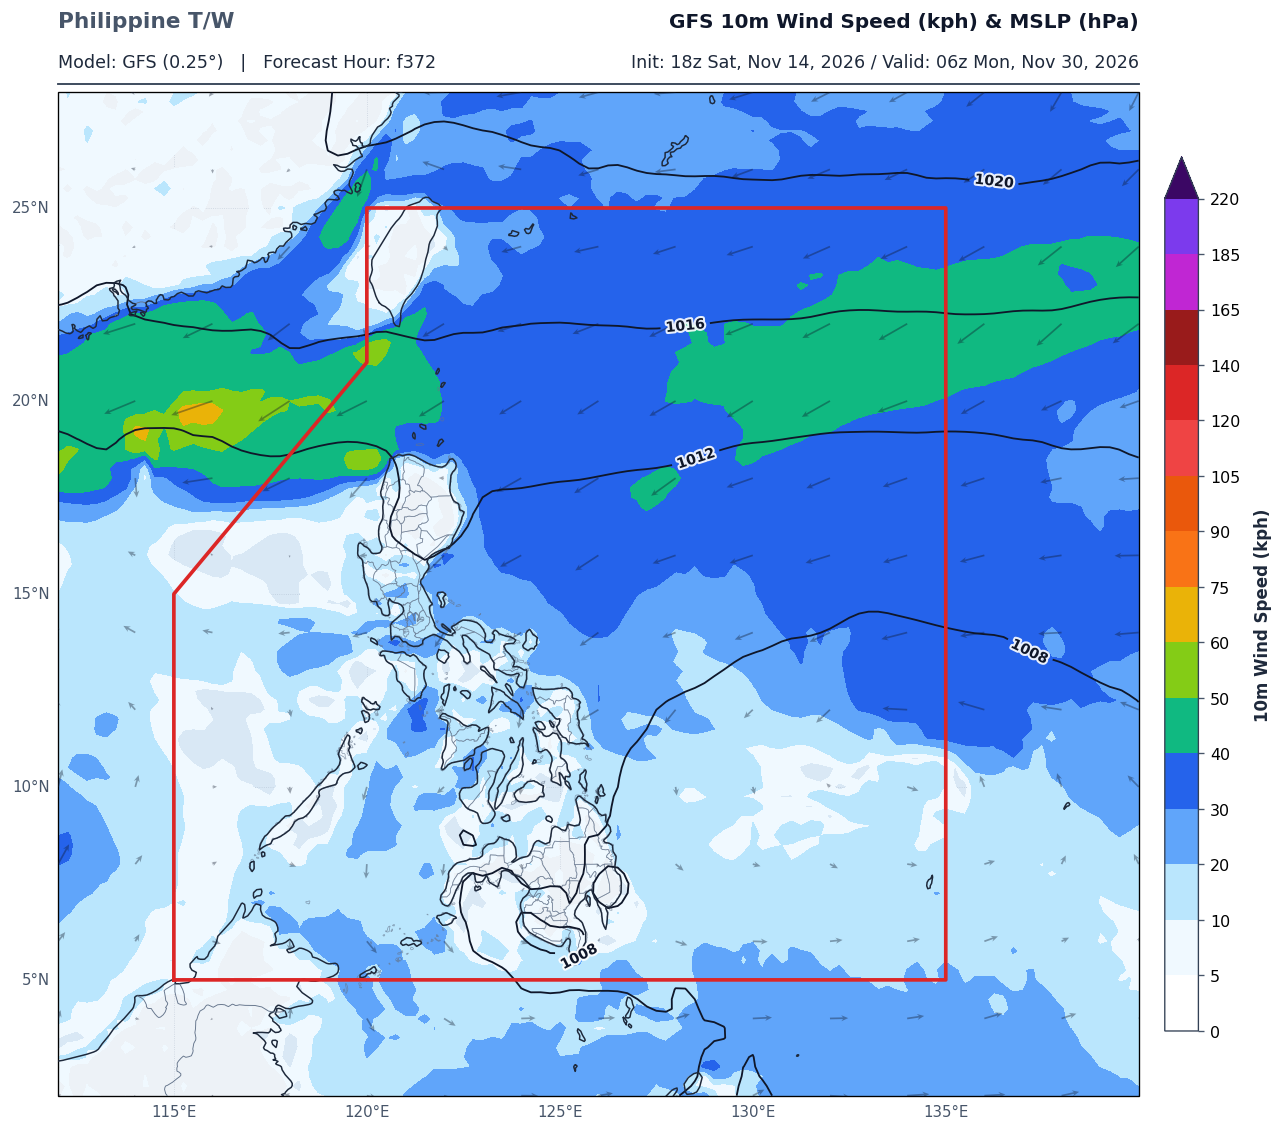 Philippine T/W
GFS 10m Wind Speed (kph) & MSLP (hPa)
Model: GFS (0.25°)   |   Forecast Hour: f372
Init: 18z Sat, Nov 14, 2026 / Valid: 06z Mon, Nov 30, 2026
1020
1016
1012
1008
1008
25°N
20°N
15°N
10°N
5°N
115°E
120°E
125°E
130°E
135°E
220
185
165
140
120
105
90
75
60
50
40
30
20
10
5
0
10m Wind Speed (kph)